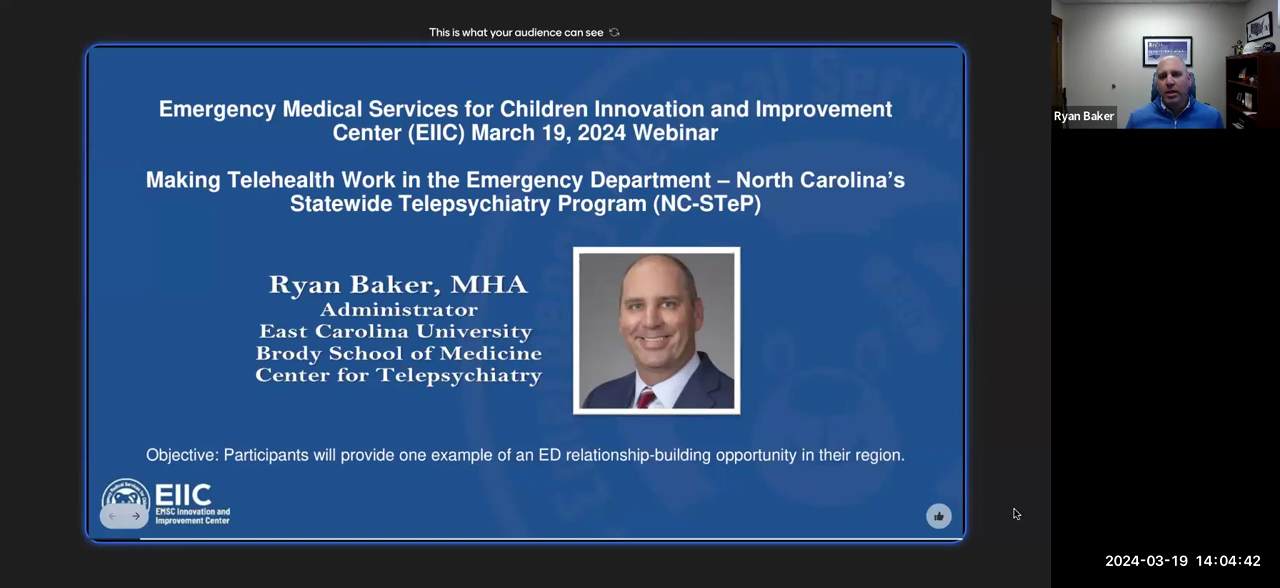 This is what your audience can see
Emergency Medical Services for Children Innovation and Improvement
Center (EIIC) March 19, 2024 Webinar
Making Telehealth Work in the Emergency Department – North Carolina's
Statewide Telepsychiatry Program (NC-STeP)
Ryan Baker, MHA
Administrator
East Carolina University
Brody School of Medicine
Center for Telepsychiatry
Objective: Participants will provide one example of an ED relationship-building opportunity in their region.
EIIC
EMSC Innovation and
Improvement Center
Ryan Baker
2024-03-19 14:04:42